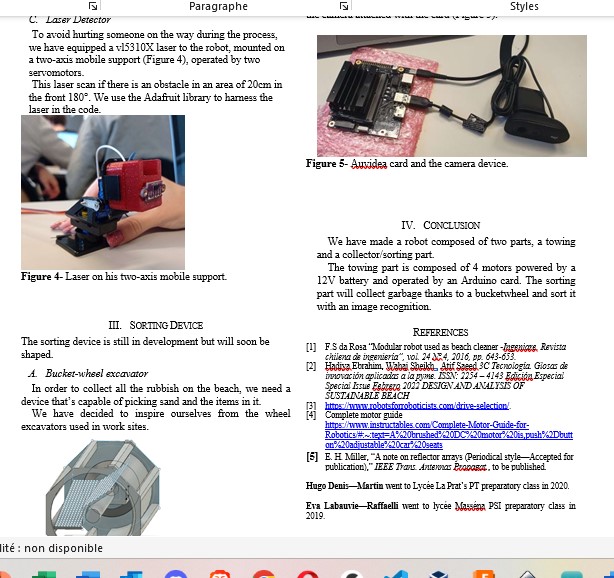 Paragraphe
Styles
C. Laser Detector
To avoid hurting someone on the way during the process,
we have equipped a vl5310X laser to the robot, mounted on
a two-axis mobile support (Figure 4), operated by two
servomotors.
This laser scan if there is an obstacle in an area of 20cm in
the front 180°. We use the Adafruit library to harness the
laser in the code.
Figure 4- Laser on his two-axis mobile support.
III. SORTING DEVICE
The sorting device is still in development but will soon be
shaped.
A. Bucket-wheel excavator
In order to collect all the rubbish on the beach, we need a
device that's capable of picking sand and the items in it.
We have decided to inspire ourselves from the wheel
excavators used in work sites.
the camera attached with the card (Figure 5).
Figure 5- Auvidea card and the camera device.
IV. CONCLUSION
We have made a robot composed of two parts, a towing
and a collector/sorting part.
The towing part is composed of 4 motors powered by a
12V battery and operated by an Arduino card. The sorting
part will collect garbage thanks to a bucketwheel and sort it
with an image recognition.
REFERENCES
[1] F.S da Rosa "Modular robot used as beach cleaner -Ingeniare. Revista
chilena de ingeniería", vol. 24 Nº4, 2016, pp. 643-653.
[2] Hudiya Ebrahim, Wahaj Sheikh, Atif Saeed 3C Tecnología. Glosas de
innovación aplicadas a la pyme. ISSN: 2254 – 4143 Edición Especial
Special Issue Febrero 2022 DESIGN AND ANALYSIS OF
SUSTAINABLE BEACH
[3] https://www.robotsforroboticists.com/drive-selection/.
[4] Complete motor guide
https://www.instructables.com/Complete-Motor-Guide-for-
Robotics/#:~:text=A%20brushed%20DC%20motor%20is,push%2Dbutt
on%20adjustable%20car%20seats
[5] E. H. Miller, "A note on reflector arrays (Periodical style—Accepted for
publication)," IEEE Trans. Antennas Propagat., to be published.
Hugo Denis—Martin went to Lycée La Prat's PT preparatory class in 2020.
Eva Labauvie—Raffaelli went to lycée Masséna PSI preparatory class in
2019.
lité : non disponible